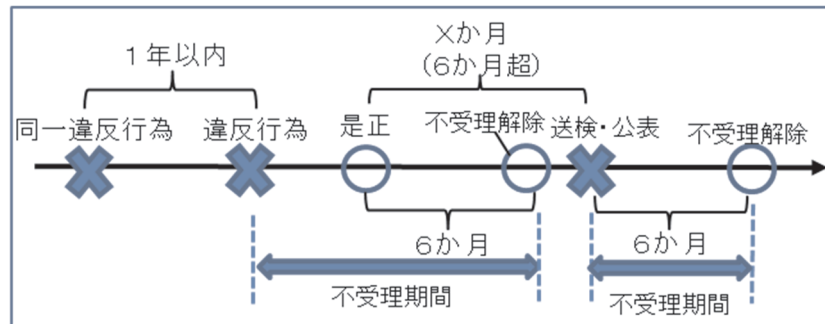 1年以内
Xか月
(6か月超)
同一違反行為
違反行為
是正
不受理解除
送検・公表
不受理解除
6か月
6か月
不受理期間
不受理期間